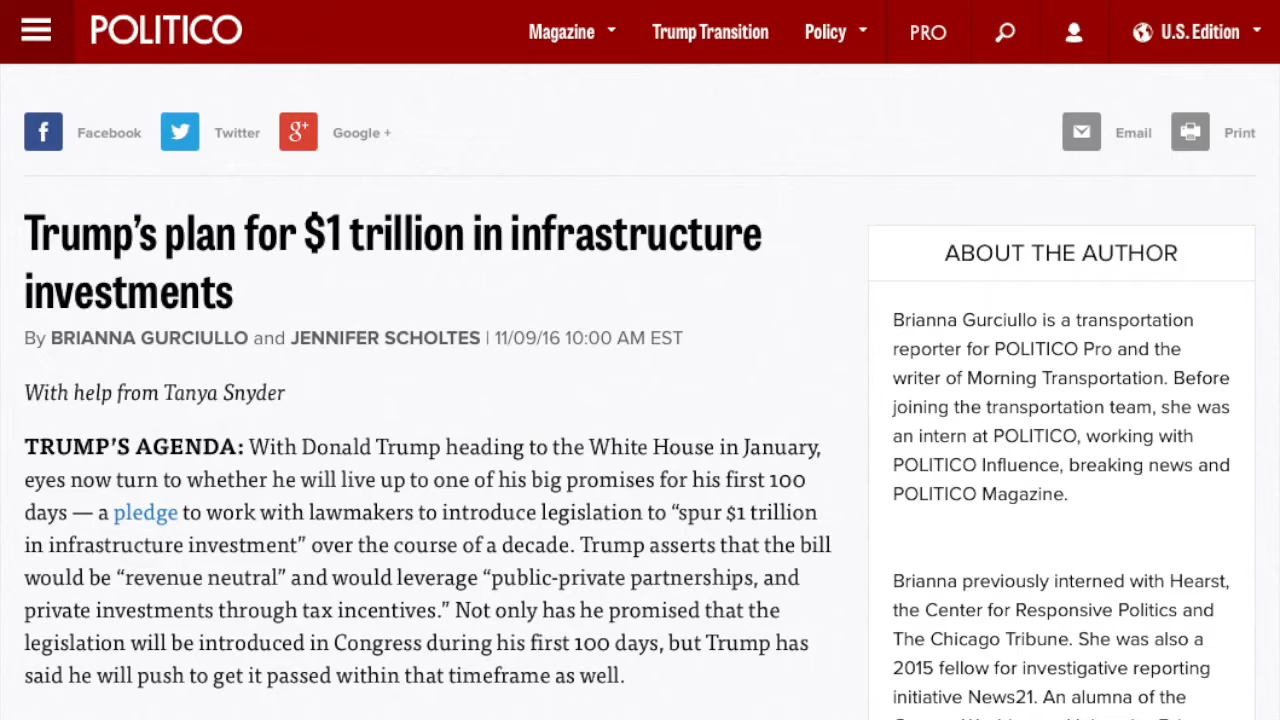 POLITICO
Magazine
Trump Transition
Policy
PRO
U.S. Edition
f Facebook
Twitter
g+ Google +
Email
Print
Trump’s plan for $1 trillion in infrastructure
investments
By BRIANNA GURCIULLO and JENNIFER SCHOLTES | 11/09/16 10:00 AM EST
With help from Tanya Snyder
TRUMP’S AGENDA: With Donald Trump heading to the White House in January,
eyes now turn to whether he will live up to one of his big promises for his first 100
days — a pledge to work with lawmakers to introduce legislation to “spur $1 trillion
in infrastructure investment” over the course of a decade. Trump asserts that the bill
would be “revenue neutral” and would leverage “public-private partnerships, and
private investments through tax incentives.” Not only has he promised that the
legislation will be introduced in Congress during his first 100 days, but Trump has
said he will push to get it passed within that timeframe as well.
ABOUT THE AUTHOR
Brianna Gurciullo is a transportation
reporter for POLITICO Pro and the
writer of Morning Transportation. Before
joining the transportation team, she was
an intern at POLITICO, working with
POLITICO Influence, breaking news and
POLITICO Magazine.
Brianna previously interned with Hearst,
the Center for Responsive Politics and
The Chicago Tribune. She was also a
2015 fellow for investigative reporting
initiative News21. An alumna of the